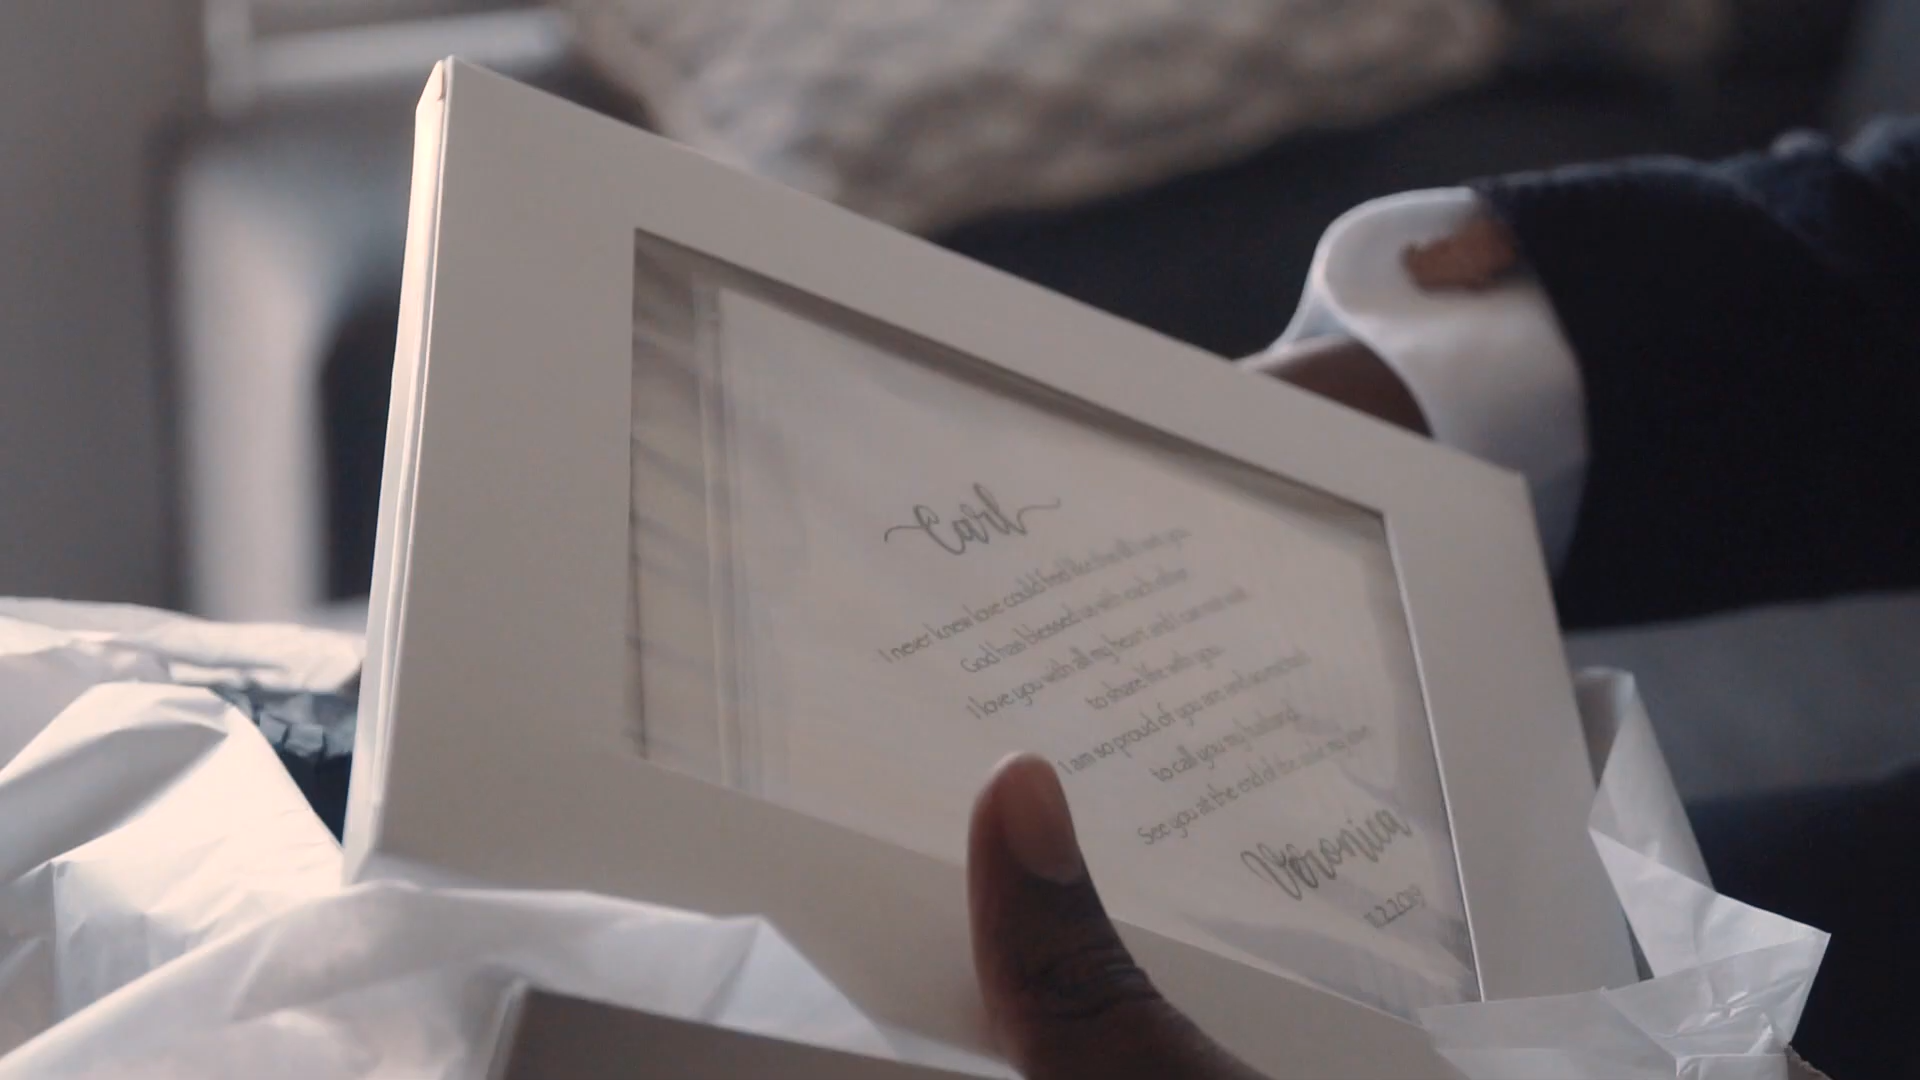 Carl
I never knew love could feel like this till I met you.
God has blessed us with each other
I love you with all my heart and I can not wait
to share life with you.
I am so proud of you are and so excited
to call you my husband
See you at the end of the aisle my love
Veronica